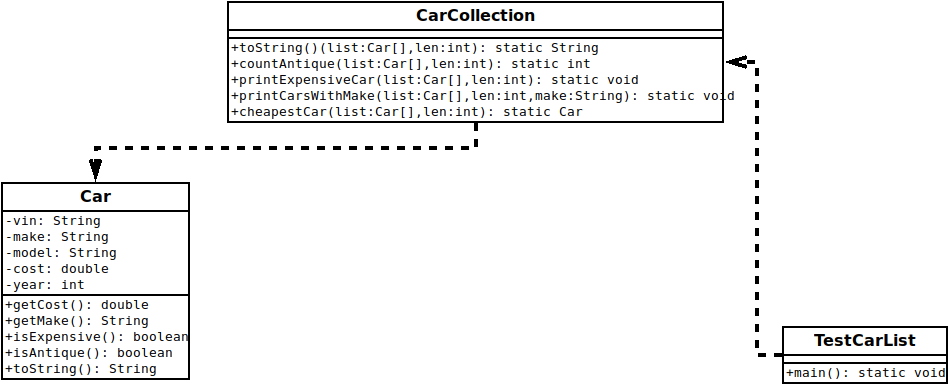 CarCollection
+toString()(list:Car[],len:int): static String
+countAntique(list:Car[],len:int): static int
+printExpensiveCar(list:Car[],len:int): static void
+printCarsWithMake(list:Car[],len:int,make:String): static void
+cheapestCar(list:Car[],len:int): static Car
Car
-vin: String
-make: String
-model: String
-cost: double
-year: int
+getCost(): double
+getMake(): String
+isExpensive(): boolean
+isAntique(): boolean
+toString(): String
TestCarList
+main(): static void